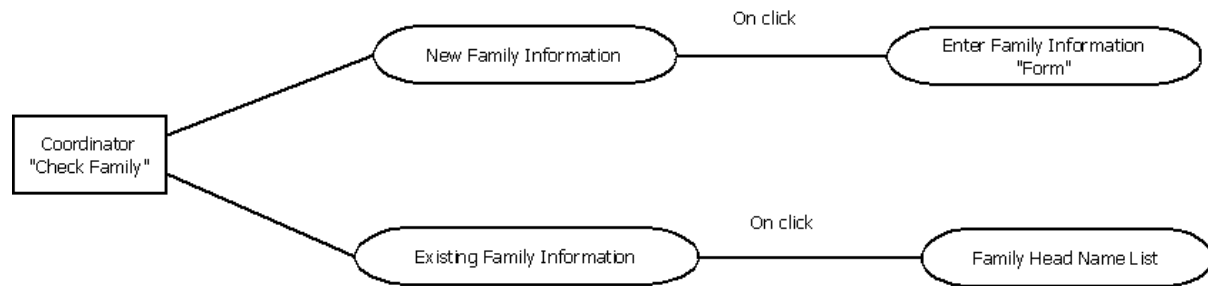 On click
New Family Information
Enter Family Information
"Form"
Coordinator
"Check Family"
On click
Existing Family Information
Family Head Name List